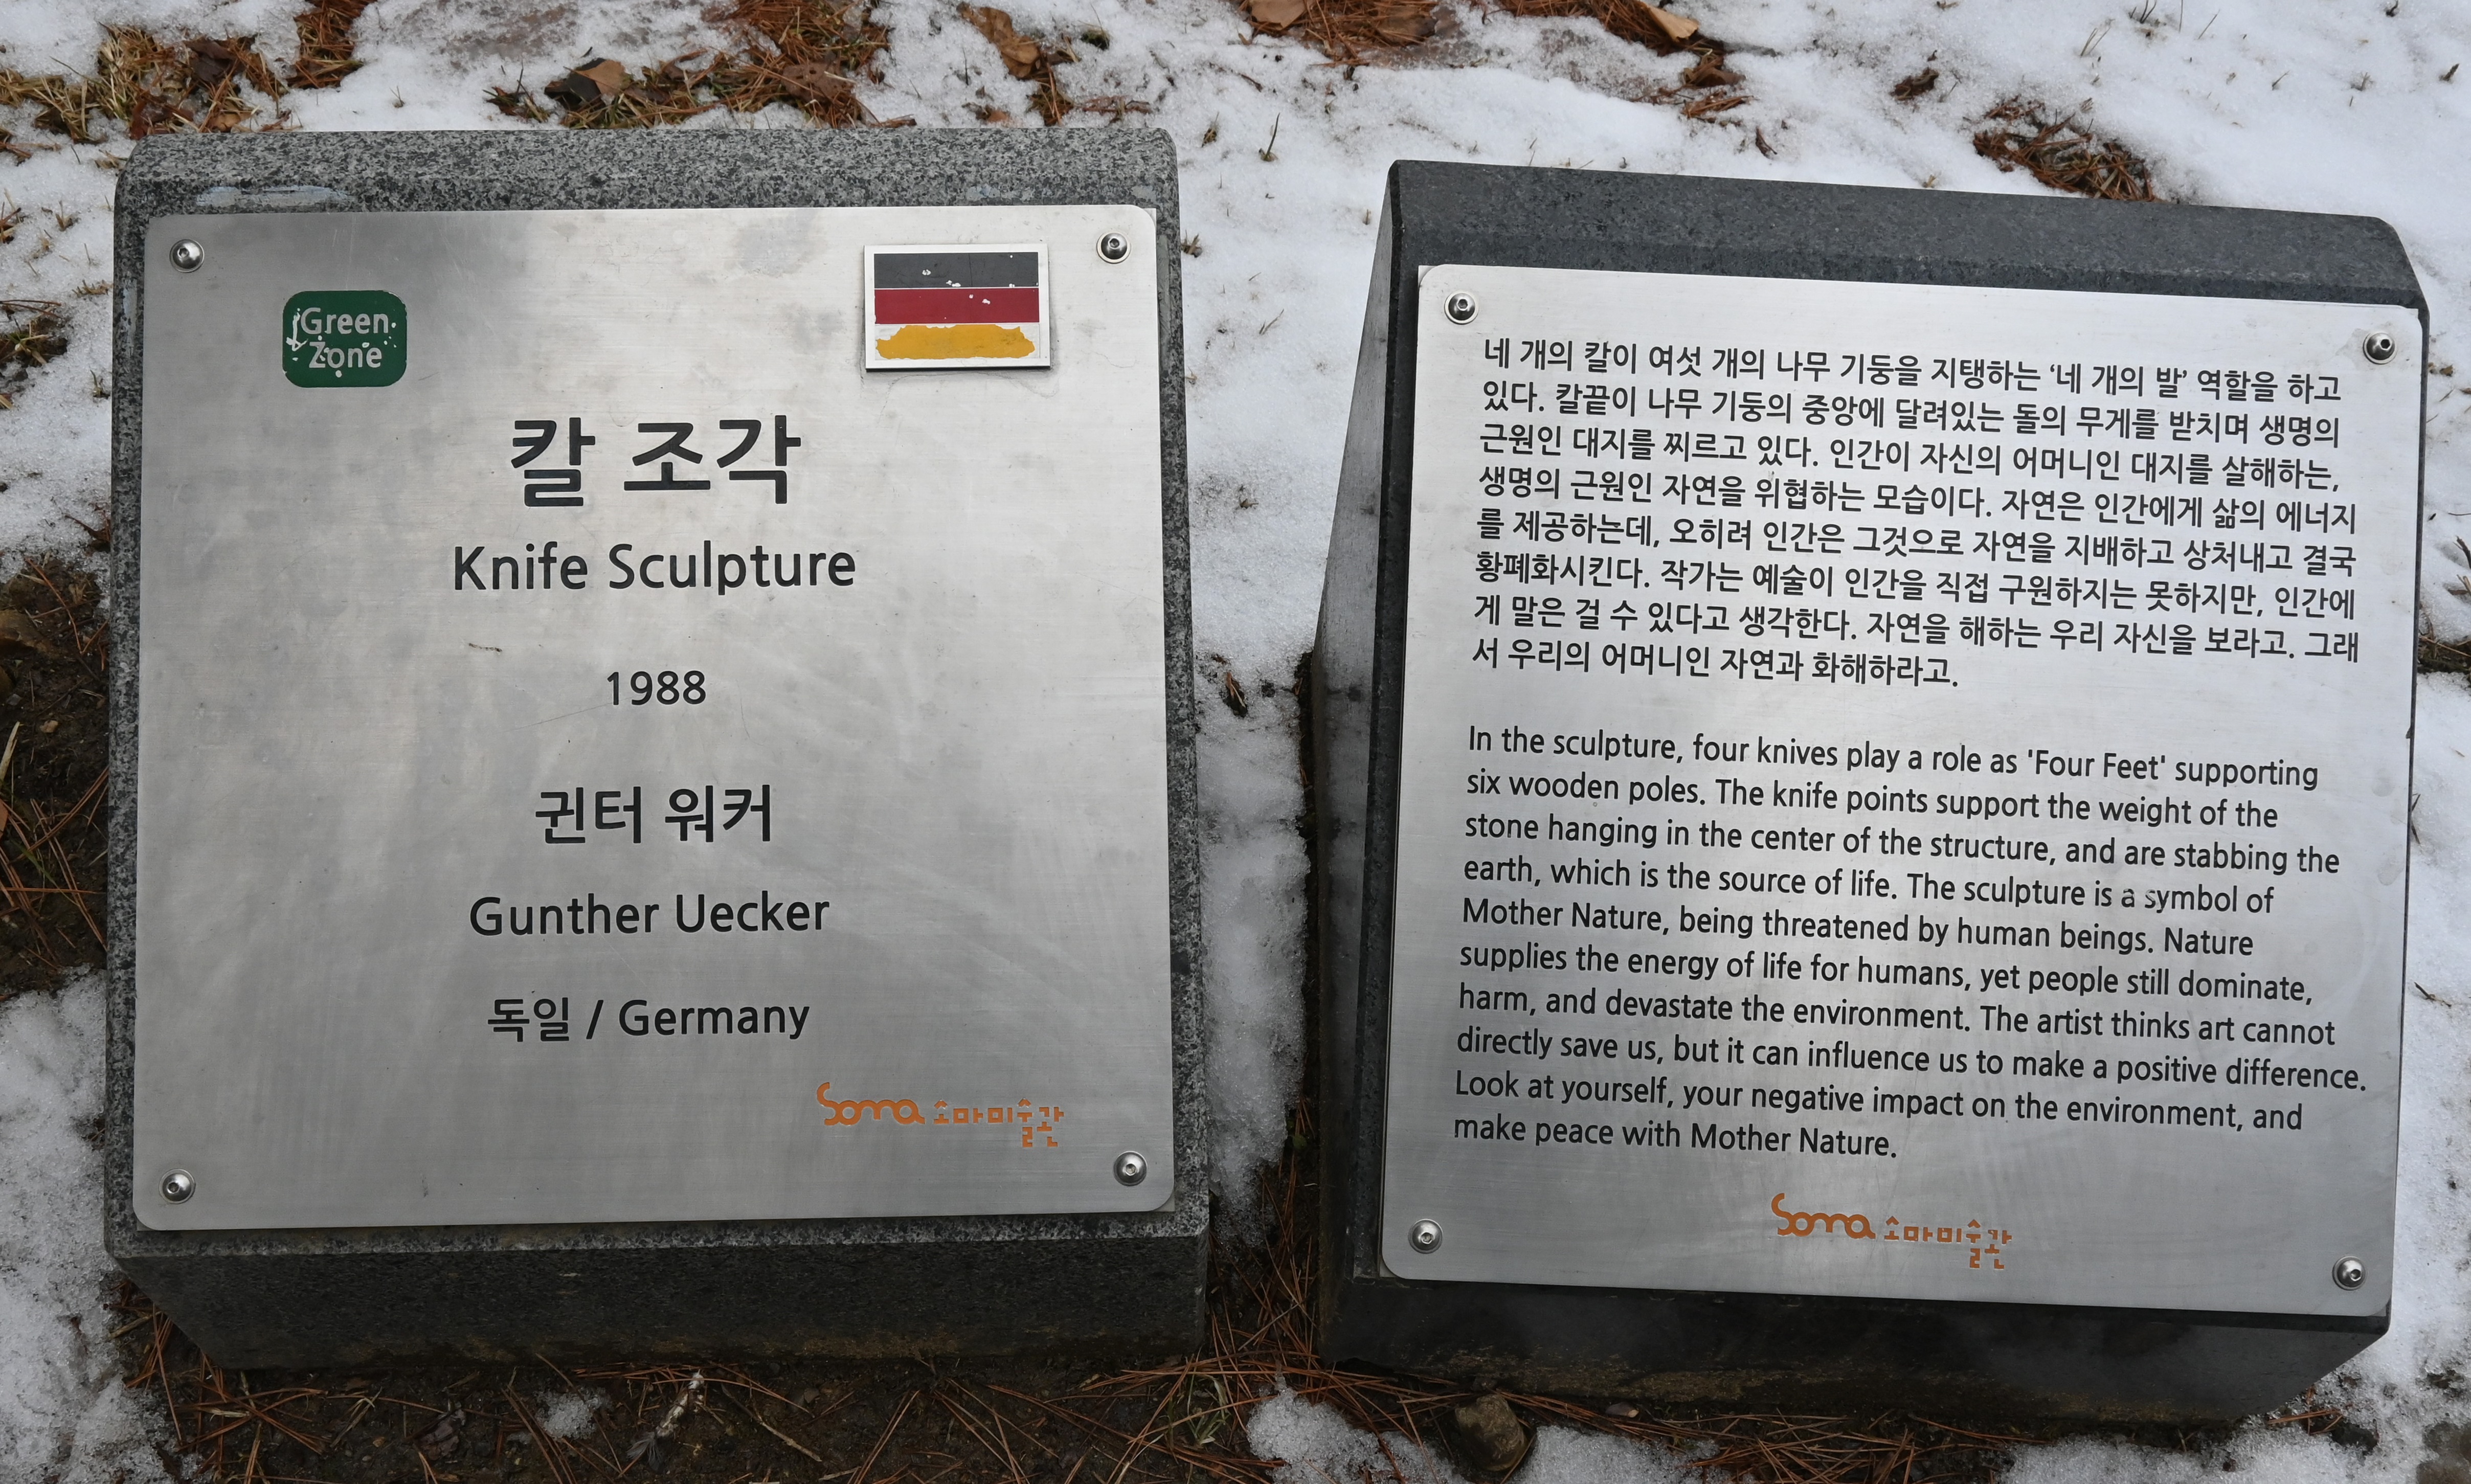 Green
Zone
칼 조각
Knife Sculpture
1988
귄터 워커
Gunther Uecker
독일 / Germany
Soma 소마미술관
네 개의 칼이 여섯 개의 나무 기둥을 지탱하는 ‘네 개의 발’ 역할을 하고
있다. 칼끝이 나무 기둥의 중앙에 달려있는 돌의 무게를 받치며 생명의
근원인 대지를 찌르고 있다. 인간이 자신의 어머니인 대지를 살해하는,
생명의 근원인 자연을 위협하는 모습이다. 자연은 인간에게 삶의 에너지
를 제공하는데, 오히려 인간은 그것으로 자연을 지배하고 상처내고 결국
황폐화시킨다. 작가는 예술이 인간을 직접 구원하지는 못하지만, 인간에
게 말은 걸 수 있다고 생각한다. 자연을 해하는 우리 자신을 보라고. 그래
서 우리의 어머니인 자연과 화해하라고.
In the sculpture, four knives play a role as 'Four Feet' supporting
six wooden poles. The knife points support the weight of the
stone hanging in the center of the structure, and are stabbing the
earth, which is the source of life. The sculpture is a symbol of
Mother Nature, being threatened by human beings. Nature
supplies the energy of life for humans, yet people still dominate,
harm, and devastate the environment. The artist thinks art cannot
directly save us, but it can influence us to make a positive difference.
Look at yourself, your negative impact on the environment, and
make peace with Mother Nature.
Soma 소마미술관